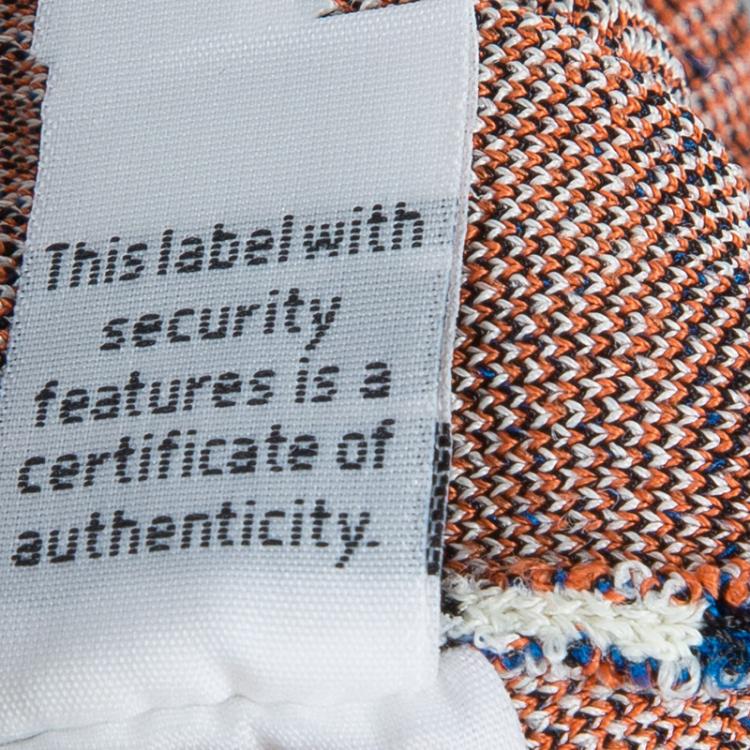 This label with
security
features is a
certificate of
authenticity.